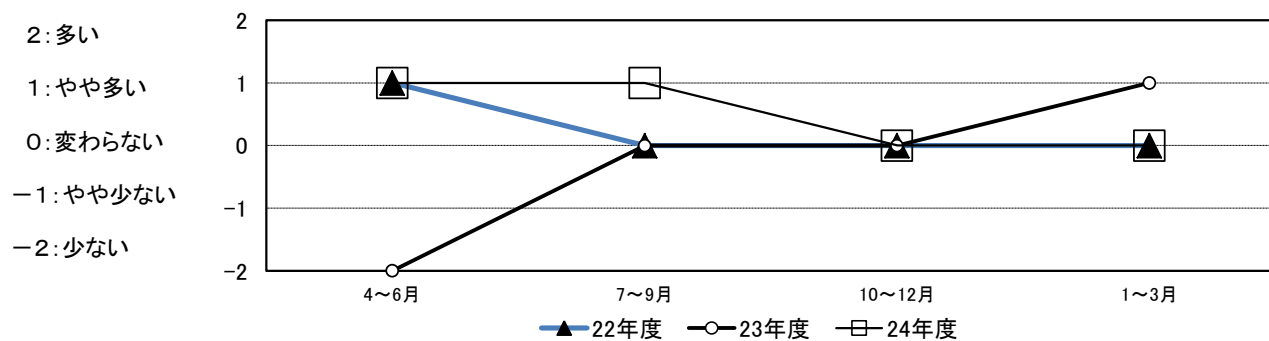 ２：多い
１：やや多い
０：変わらない
－１：やや少ない
－２：少ない
2
1
0
-1
-2
4～6月 7～9月 10～12月 1～3月
22年度 23年度 24年度